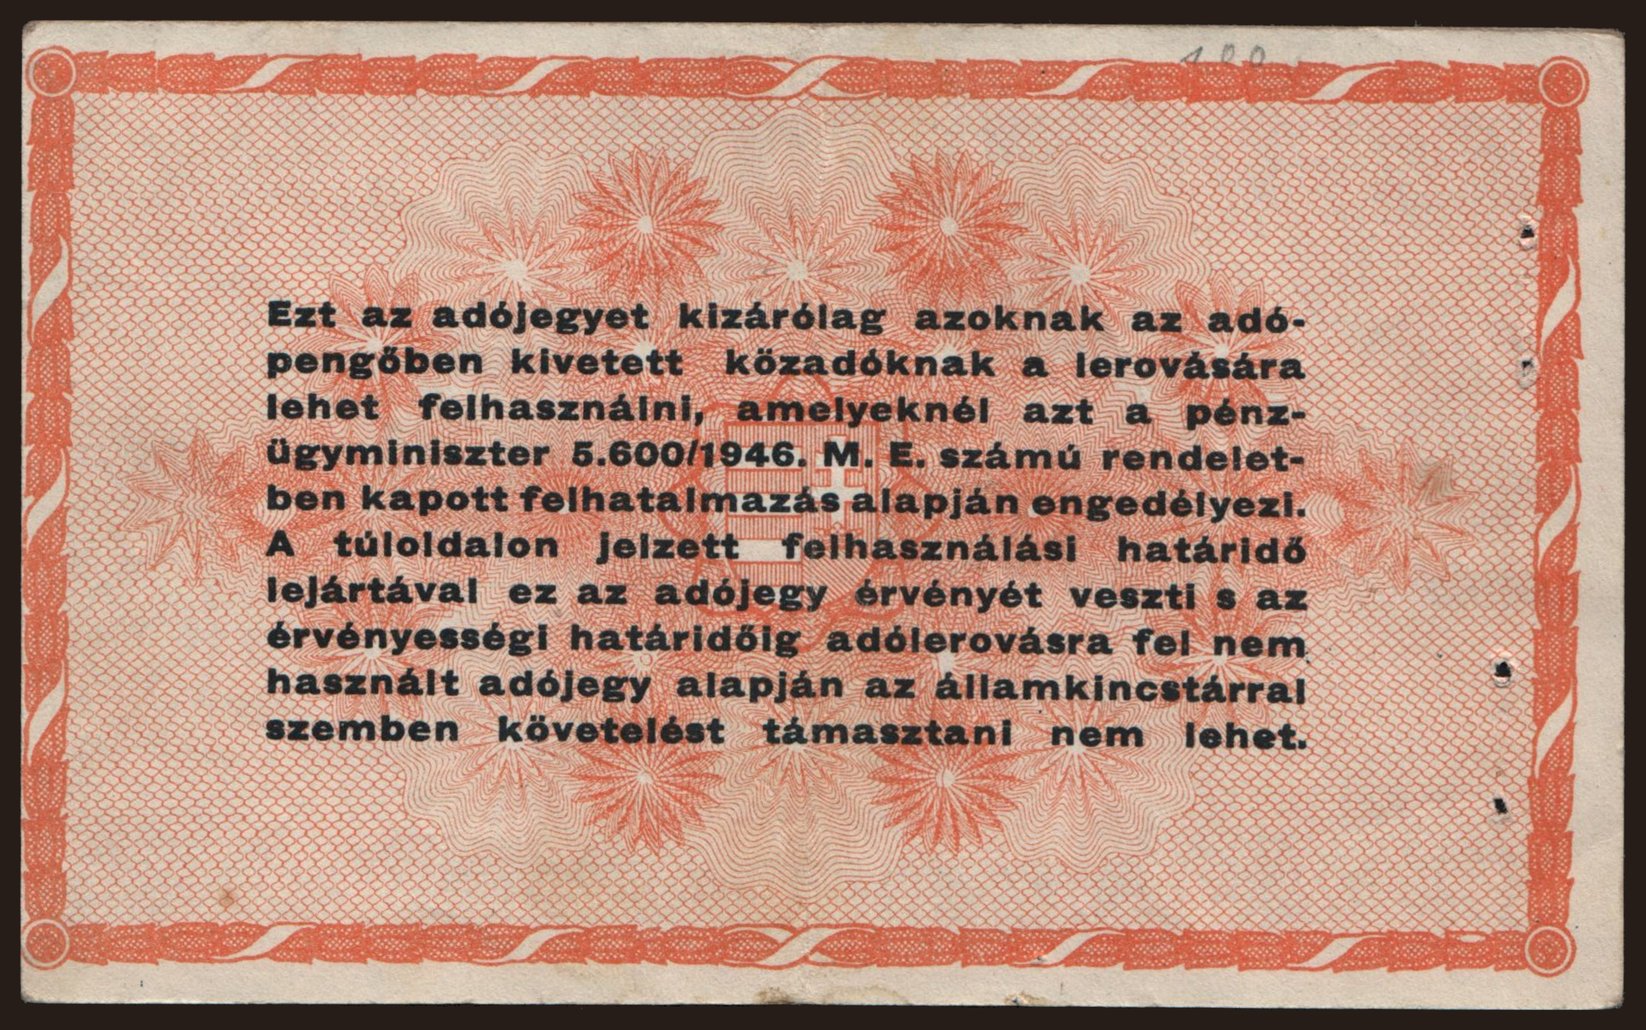 100
Ezt az adójegyet kizárólag azoknak az adó-
pengőben kivetett közadóknak a lerovására
lehet felhasználni, amelyeknél azt a pénz-
ügyminiszter 5.600/1946. M. E. számú rendelet-
ben kapott felhatalmazás alapján engedélyezi.
A túloldalon jelzett felhasználási határidő
lejártával ez az adójegy érvényét veszti s az
érvényességi határidőig adólerovásra fel nem
használt adójegy alapján az államkincstárral
szemben követelést támasztani nem lehet.